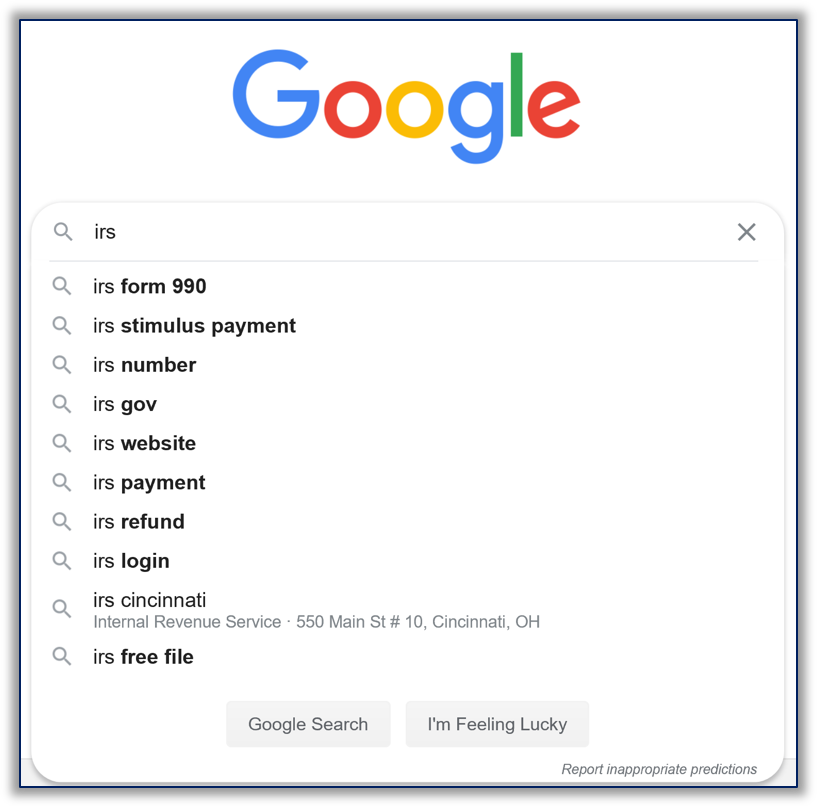 Google
irs
irs form 990
irs stimulus payment
irs number
irs gov
irs website
irs payment
irs refund
irs login
irs cincinnati
Internal Revenue Service · 550 Main St # 10, Cincinnati, OH
irs free file
Google Search
I'm Feeling Lucky
Report inappropriate predictions